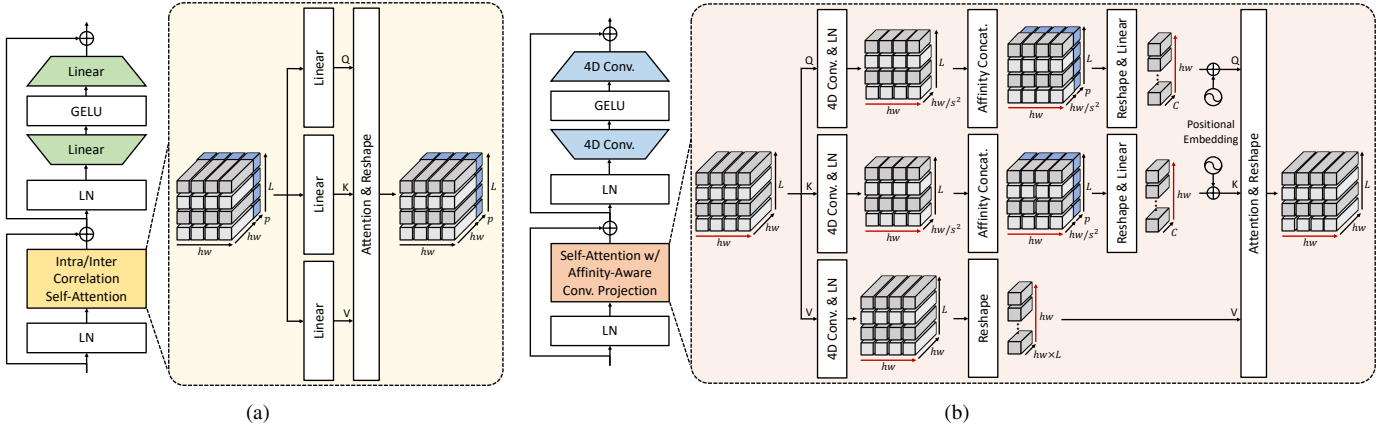 Linear
GELU
Linear
LN
Intra/Inter
Correlation
Self-Attention
LN
L
p
hw
hw
Linear
Q
Linear
K
Linear
V
Attention & Reshape
L
p
hw
hw
(a)
4D Conv.
GELU
4D Conv.
LN
Self-Attention w/
Affinity-Aware
Conv. Projection
LN
L
hw
hw
Q
4D Conv. & LN
L
hw/s²
hw
Affinity Concat.
L
p
hw/s²
hw
Reshape & Linear
hw
C
Q
Positional
Embedding
K
4D Conv. & LN
L
hw/s²
hw
Affinity Concat.
L
p
hw/s²
hw
Reshape & Linear
hw
C
K
V
4D Conv. & LN
L
hw
hw
Reshape
hw
hw×L
V
Attention & Reshape
L
hw
hw
(b)